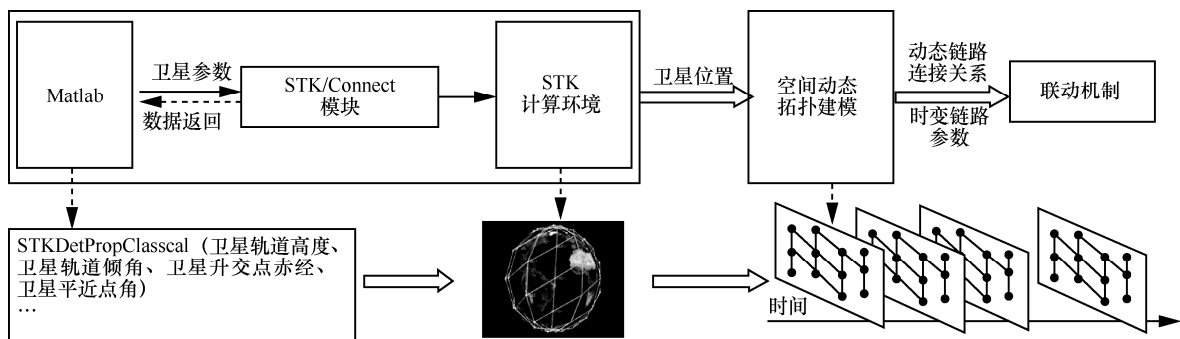 Matlab
卫星参数
数据返回
STK/Connect
模块
STK
计算环境
卫星位置
空间动态
拓扑建模
动态链路
连接关系
时变链路
参数
联动机制
STKDetPropClasscal（卫星轨道高度、
卫星轨道倾角、卫星升交点赤经、
卫星平近点角）
…
时间